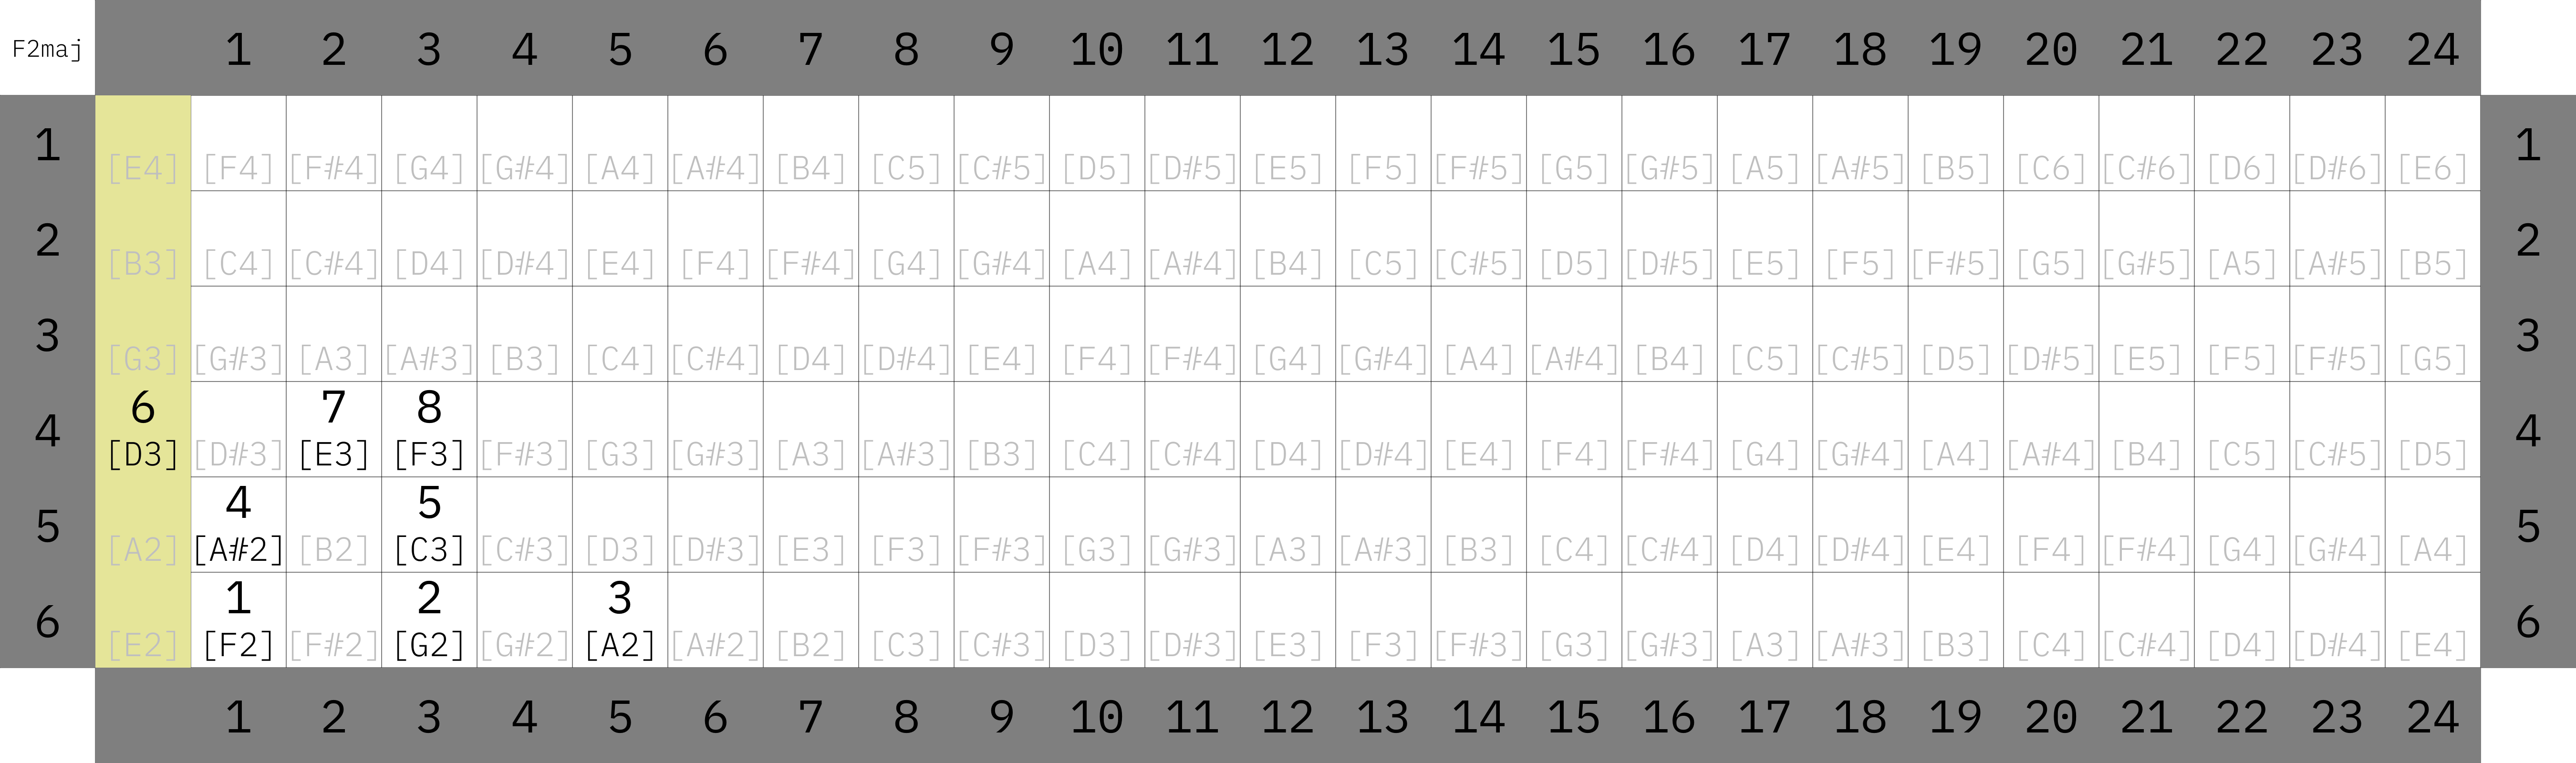 F2maj 1 2 3 4 5 6 7 8 9 10 11 12 13 14 15 16 17 18 19 20 21 22 23 24
1 [E4] [F4] [F#4] [G4] [G#4] [A4] [A#4] [B4] [C5] [C#5] [D5] [D#5] [E5] [F5] [F#5] [G5] [G#5] [A5] [A#5] [B5] [C6] [C#6] [D6] [D#6] [E6] 1
2 [B3] [C4] [C#4] [D4] [D#4] [E4] [F4] [F#4] [G4] [G#4] [A4] [A#4] [B4] [C5] [C#5] [D5] [D#5] [E5] [F5] [F#5] [G5] [G#5] [A5] [A#5] [B5] 2
3 [G3] [G#3] [A3] [A#3] [B3] [C4] [C#4] [D4] [D#4] [E4] [F4] [F#4] [G4] [G#4] [A4] [A#4] [B4] [C5] [C#5] [D5] [D#5] [E5] [F5] [F#5] [G5] 3
6 7 8
4 [D3] [D#3] [E3] [F3] [F#3] [G3] [G#3] [A3] [A#3] [B3] [C4] [C#4] [D4] [D#4] [E4] [F4] [F#4] [G4] [G#4] [A4] [A#4] [B4] [C5] [C#5] [D5] 4
4 5
5 [A2] [A#2] [B2] [C3] [C#3] [D3] [D#3] [E3] [F3] [F#3] [G3] [G#3] [A3] [A#3] [B3] [C4] [C#4] [D4] [D#4] [E4] [F4] [F#4] [G4] [G#4] [A4] 5
1 2 3
6 [E2] [F2] [F#2] [G2] [G#2] [A2] [A#2] [B2] [C3] [C#3] [D3] [D#3] [E3] [F3] [F#3] [G3] [G#3] [A3] [A#3] [B3] [C4] [C#4] [D4] [D#4] [E4] 6
1 2 3 4 5 6 7 8 9 10 11 12 13 14 15 16 17 18 19 20 21 22 23 24